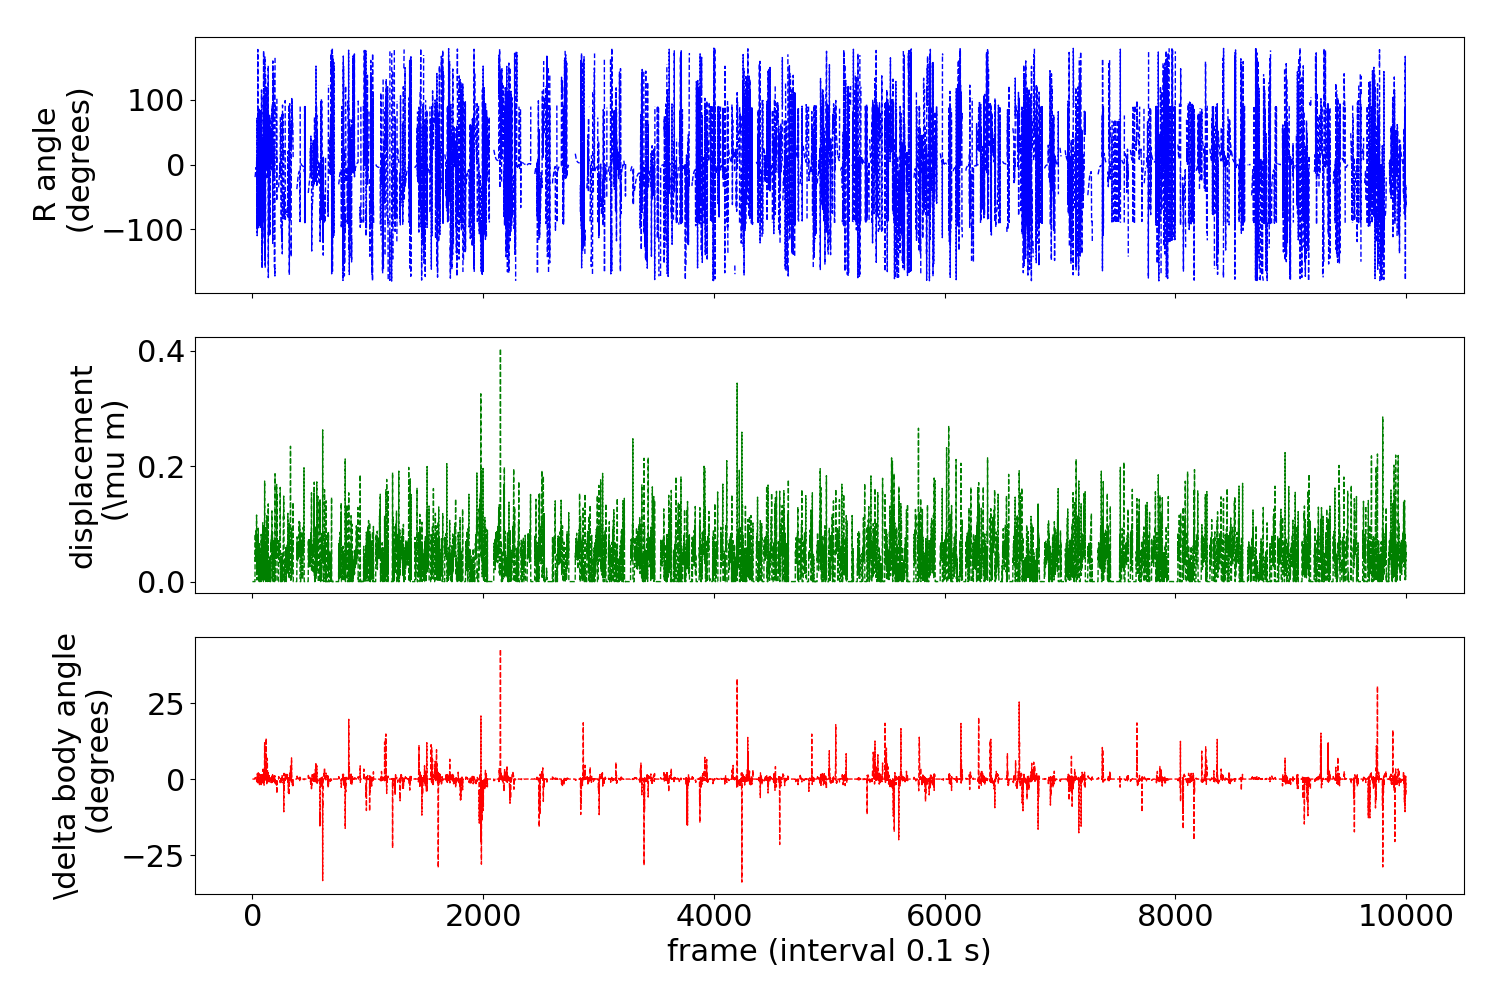 R angle
(degrees)
100
0
−100
displacement
(\mu m)
0.4
0.2
0.0
\delta body angle
(degrees)
25
0
−25
0 2000 4000 6000 8000 10000
frame (interval 0.1 s)